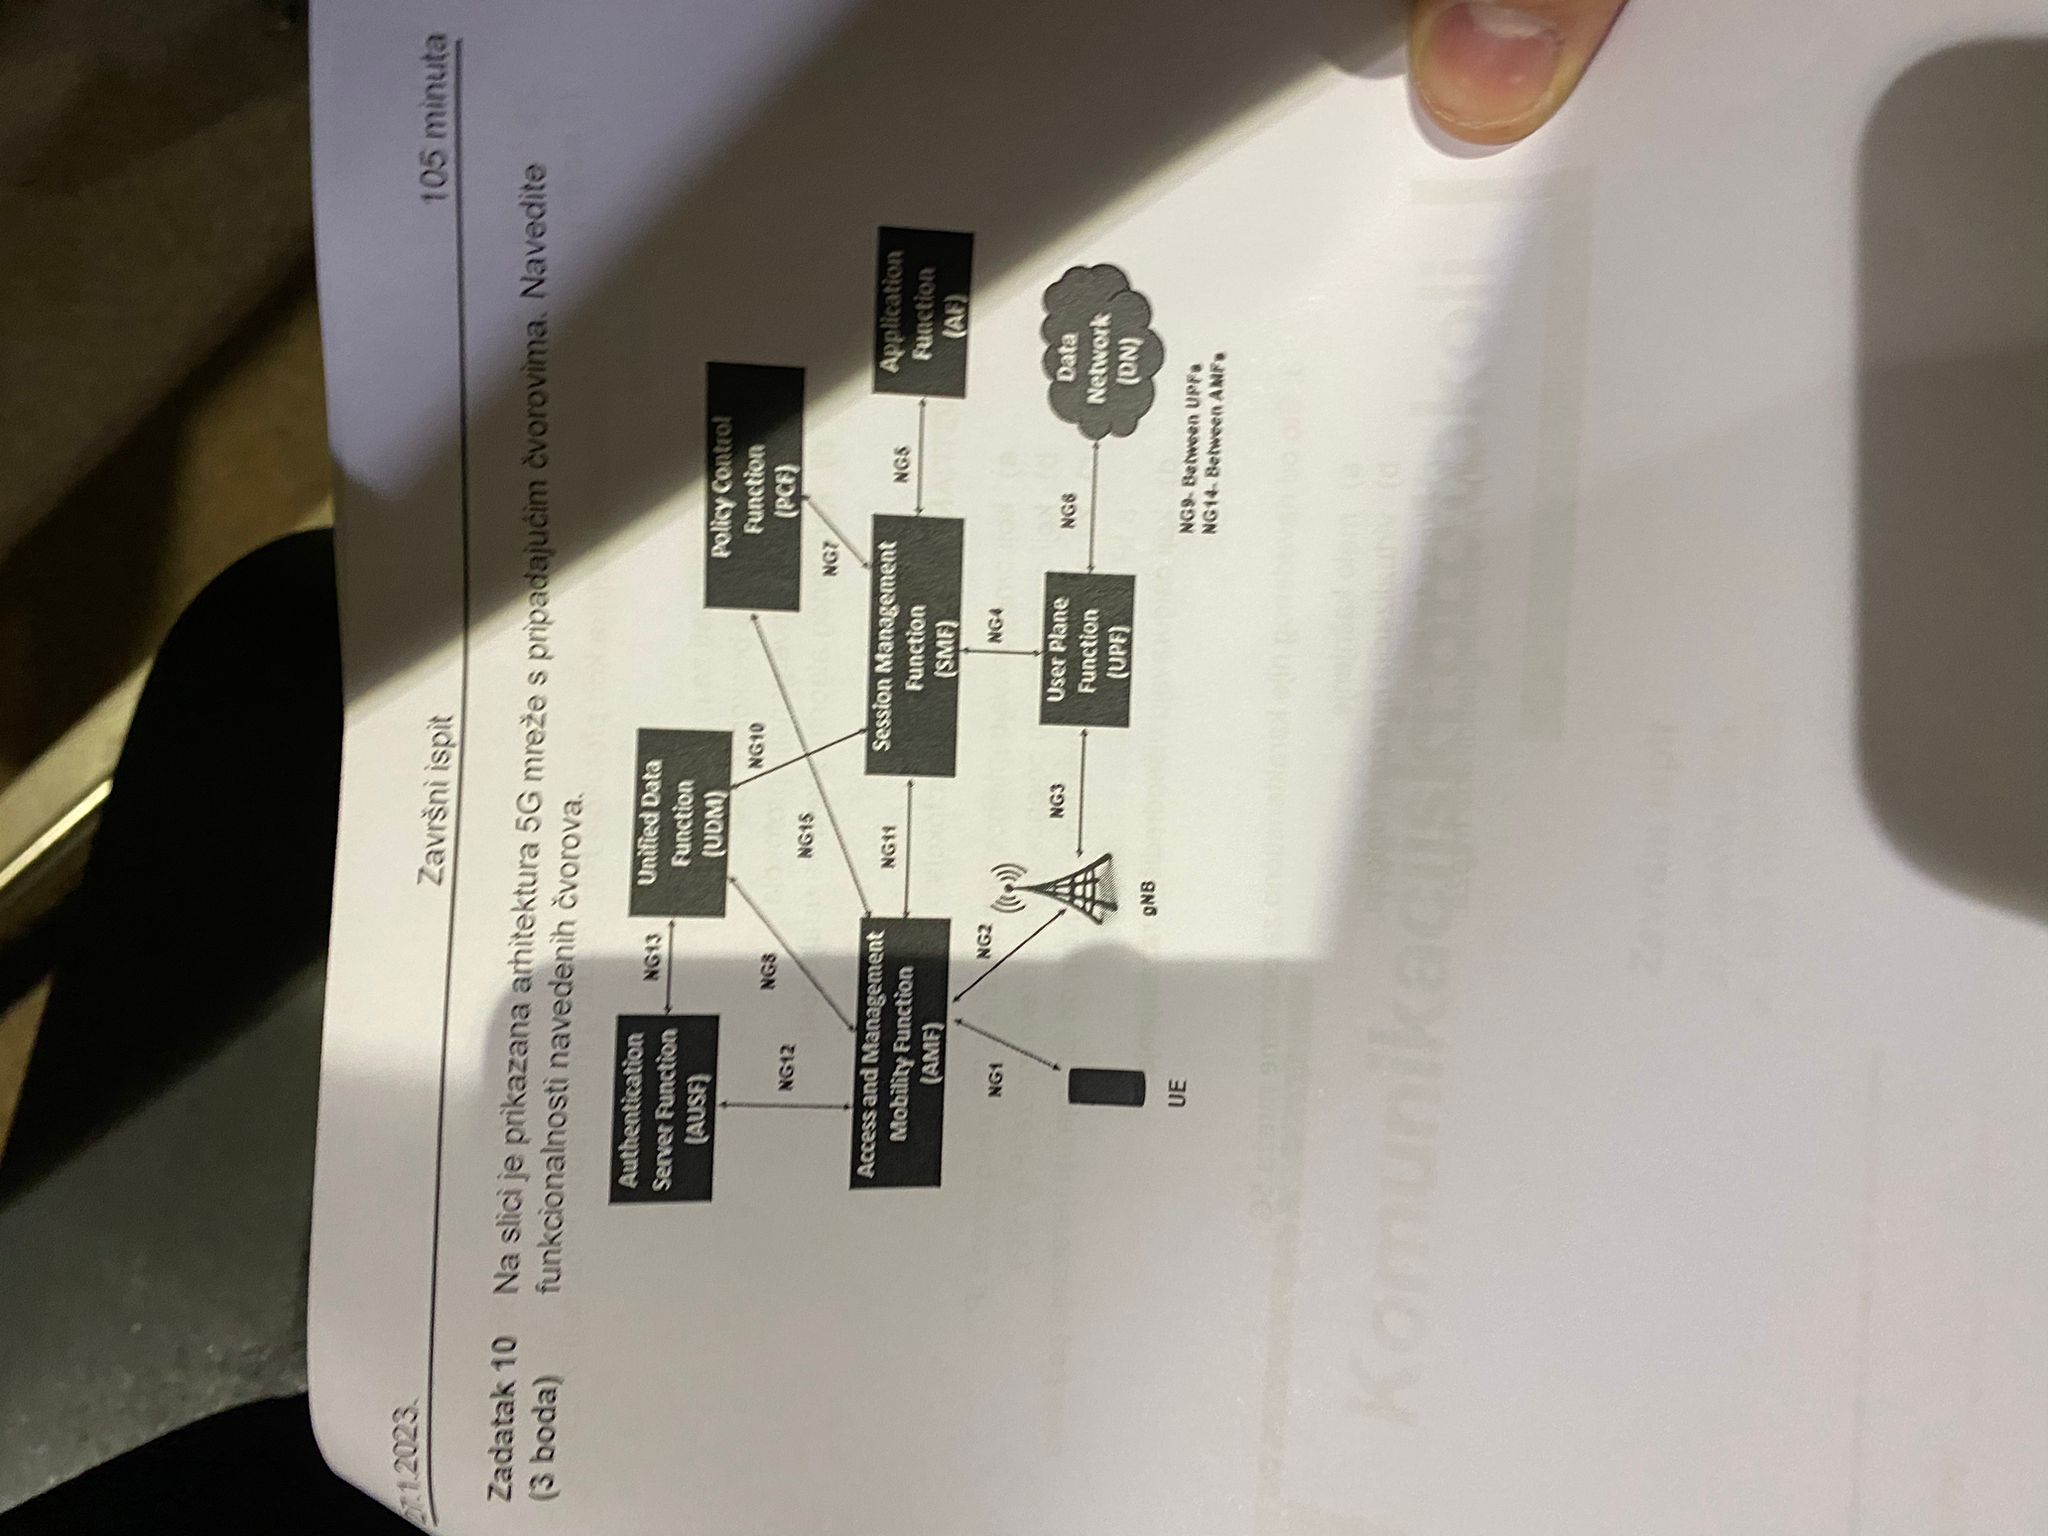 27.1.2023.
Završni ispit
105 minuta
Zadatak 10
(3 boda)
Na slici je prikazana arhitektura 5G mreže s pripadajućim čvorovima. Navedite
funkcionalnosti navedenih čvorova.
Authentication
Server Function
(AUSF)
NG13
Unified Data
Function
(UDM)
Policy Control
Function
(PCF)
NG12
NG8
NG15
NG10
NG7
Access and Management
Mobility Function
(AMF)
NG11
Session Management
Function
(SMF)
NG5
Application
Function
(AF)
NG1
NG2
NG4
UE
gNB
NG3
User Plane
Function
(UPF)
NG6
Data
Network
(DN)
NG9- Between UPFs
NG14- Between AMFs